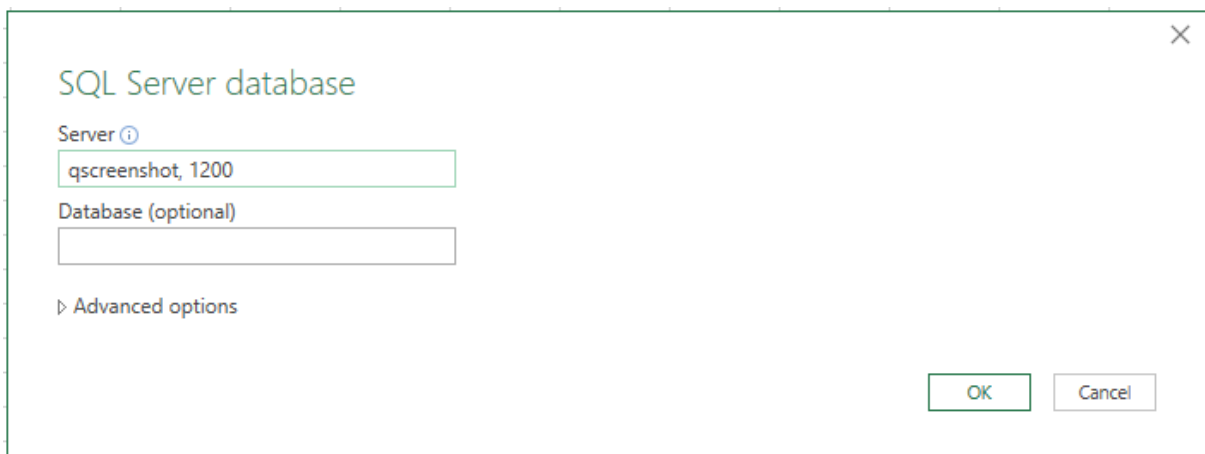 SQL Server database
Server
qscreenshot, 1200
Database (optional)
Advanced options
OK
Cancel